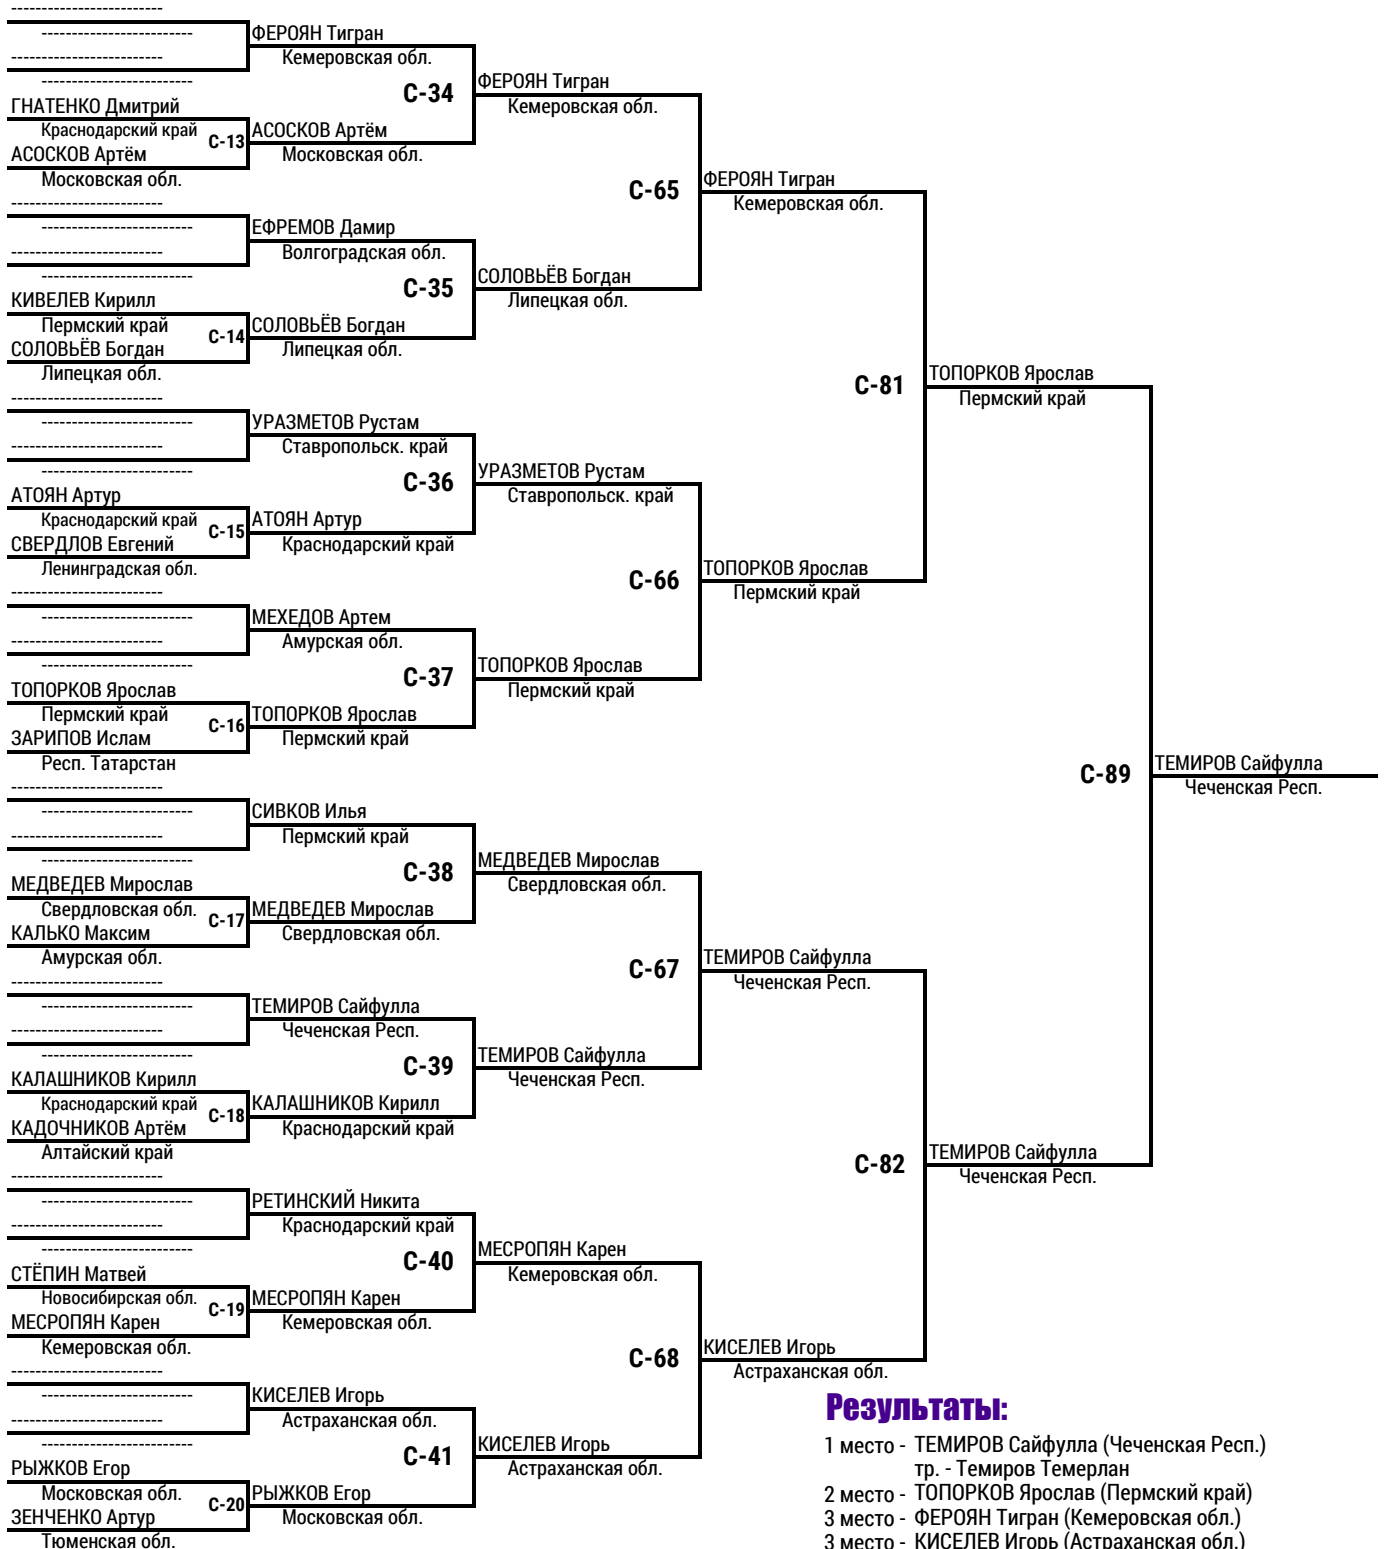 -------------------------
-------------------------
-------------------------
-------------------------
ГНАТЕНКО Дмитрий
Краснодарский край
С-13
АСОСКОВ Артём
Московская обл.
-------------------------
-------------------------
-------------------------
-------------------------
КИВЕЛЕВ Кирилл
Пермский край
С-14
СОЛОВЬЁВ Богдан
Липецкая обл.
-------------------------
-------------------------
-------------------------
-------------------------
АТОЯН Артур
Краснодарский край
С-15
СВЕРДЛОВ Евгений
Ленинградская обл.
-------------------------
-------------------------
-------------------------
-------------------------
ТОПОРКОВ Ярослав
Пермский край
С-16
ЗАРИПОВ Ислам
Респ. Татарстан
-------------------------
-------------------------
-------------------------
-------------------------
МЕДВЕДЕВ Мирослав
Свердловская обл.
С-17
КАЛЬКО Максим
Амурская обл.
-------------------------
-------------------------
-------------------------
-------------------------
КАЛАШНИКОВ Кирилл
Краснодарский край
С-18
КАДОЧНИКОВ Артём
Алтайский край
-------------------------
-------------------------
-------------------------
-------------------------
СТЁПИН Матвей
Новосибирская обл.
С-19
МЕСРОПЯН Карен
Кемеровская обл.
-------------------------
-------------------------
-------------------------
-------------------------
РЫЖКОВ Егор
Московская обл.
С-20
ЗЕНЧЕНКО Артур
Тюменская обл.
ФЕРОЯН Тигран
Кемеровская обл.
С-34
АСОСКОВ Артём
Московская обл.
ЕФРЕМОВ Дамир
Волгоградская обл.
С-35
СОЛОВЬЁВ Богдан
Липецкая обл.
УРАЗМЕТОВ Рустам
Ставропольск. край
С-36
АТОЯН Артур
Краснодарский край
МЕХЕДОВ Артем
Амурская обл.
С-37
ТОПОРКОВ Ярослав
Пермский край
СИВКОВ Илья
Пермский край
С-38
МЕДВЕДЕВ Мирослав
Свердловская обл.
ТЕМИРОВ Сайфулла
Чеченская Респ.
С-39
КАЛАШНИКОВ Кирилл
Краснодарский край
РЕТИНСКИЙ Никита
Краснодарский край
С-40
МЕСРОПЯН Карен
Кемеровская обл.
КИСЕЛЕВ Игорь
Астраханская обл.
С-41
РЫЖКОВ Егор
Московская обл.
ФЕРОЯН Тигран
Кемеровская обл.
С-65
СОЛОВЬЁВ Богдан
Липецкая обл.
УРАЗМЕТОВ Рустам
Ставропольск. край
С-66
ТОПОРКОВ Ярослав
Пермский край
МЕДВЕДЕВ Мирослав
Свердловская обл.
С-67
ТЕМИРОВ Сайфулла
Чеченская Респ.
МЕСРОПЯН Карен
Кемеровская обл.
С-68
КИСЕЛЕВ Игорь
Астраханская обл.
ФЕРОЯН Тигран
Кемеровская обл.
С-81
ТОПОРКОВ Ярослав
Пермский край
ТЕМИРОВ Сайфулла
Чеченская Респ.
С-82
КИСЕЛЕВ Игорь
Астраханская обл.
ТОПОРКОВ Ярослав
Пермский край
С-89
ТЕМИРОВ Сайфулла
Чеченская Респ.
ТЕМИРОВ Сайфулла
Чеченская Респ.
Результаты:
1 место - ТЕМИРОВ Сайфулла (Чеченская Респ.)
тр. - Темиров Темерлан
2 место - ТОПОРКОВ Ярослав (Пермский край)
3 место - ФЕРОЯН Тигран (Кемеровская обл.)
3 место - КИСЕЛЕВ Игорь (Астраханская обл.)